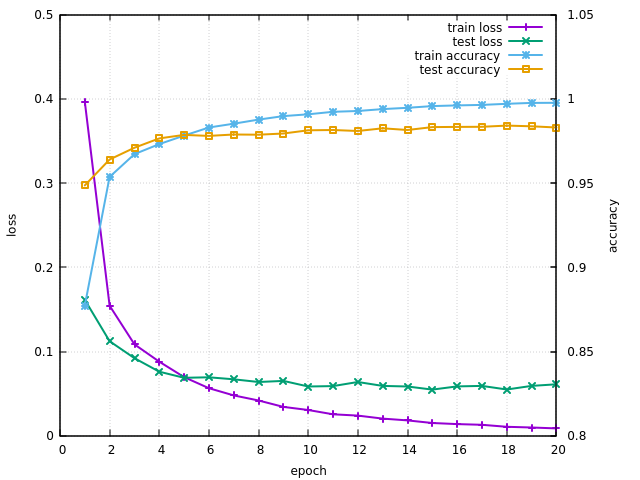 0.5
0.4
0.3
0.2
0.1
0
loss
0 2 4 6 8 10 12 14 16 18 20
epoch
1.05
1
0.95
0.9
0.85
0.8
accuracy
train loss
test loss
train accuracy
test accuracy